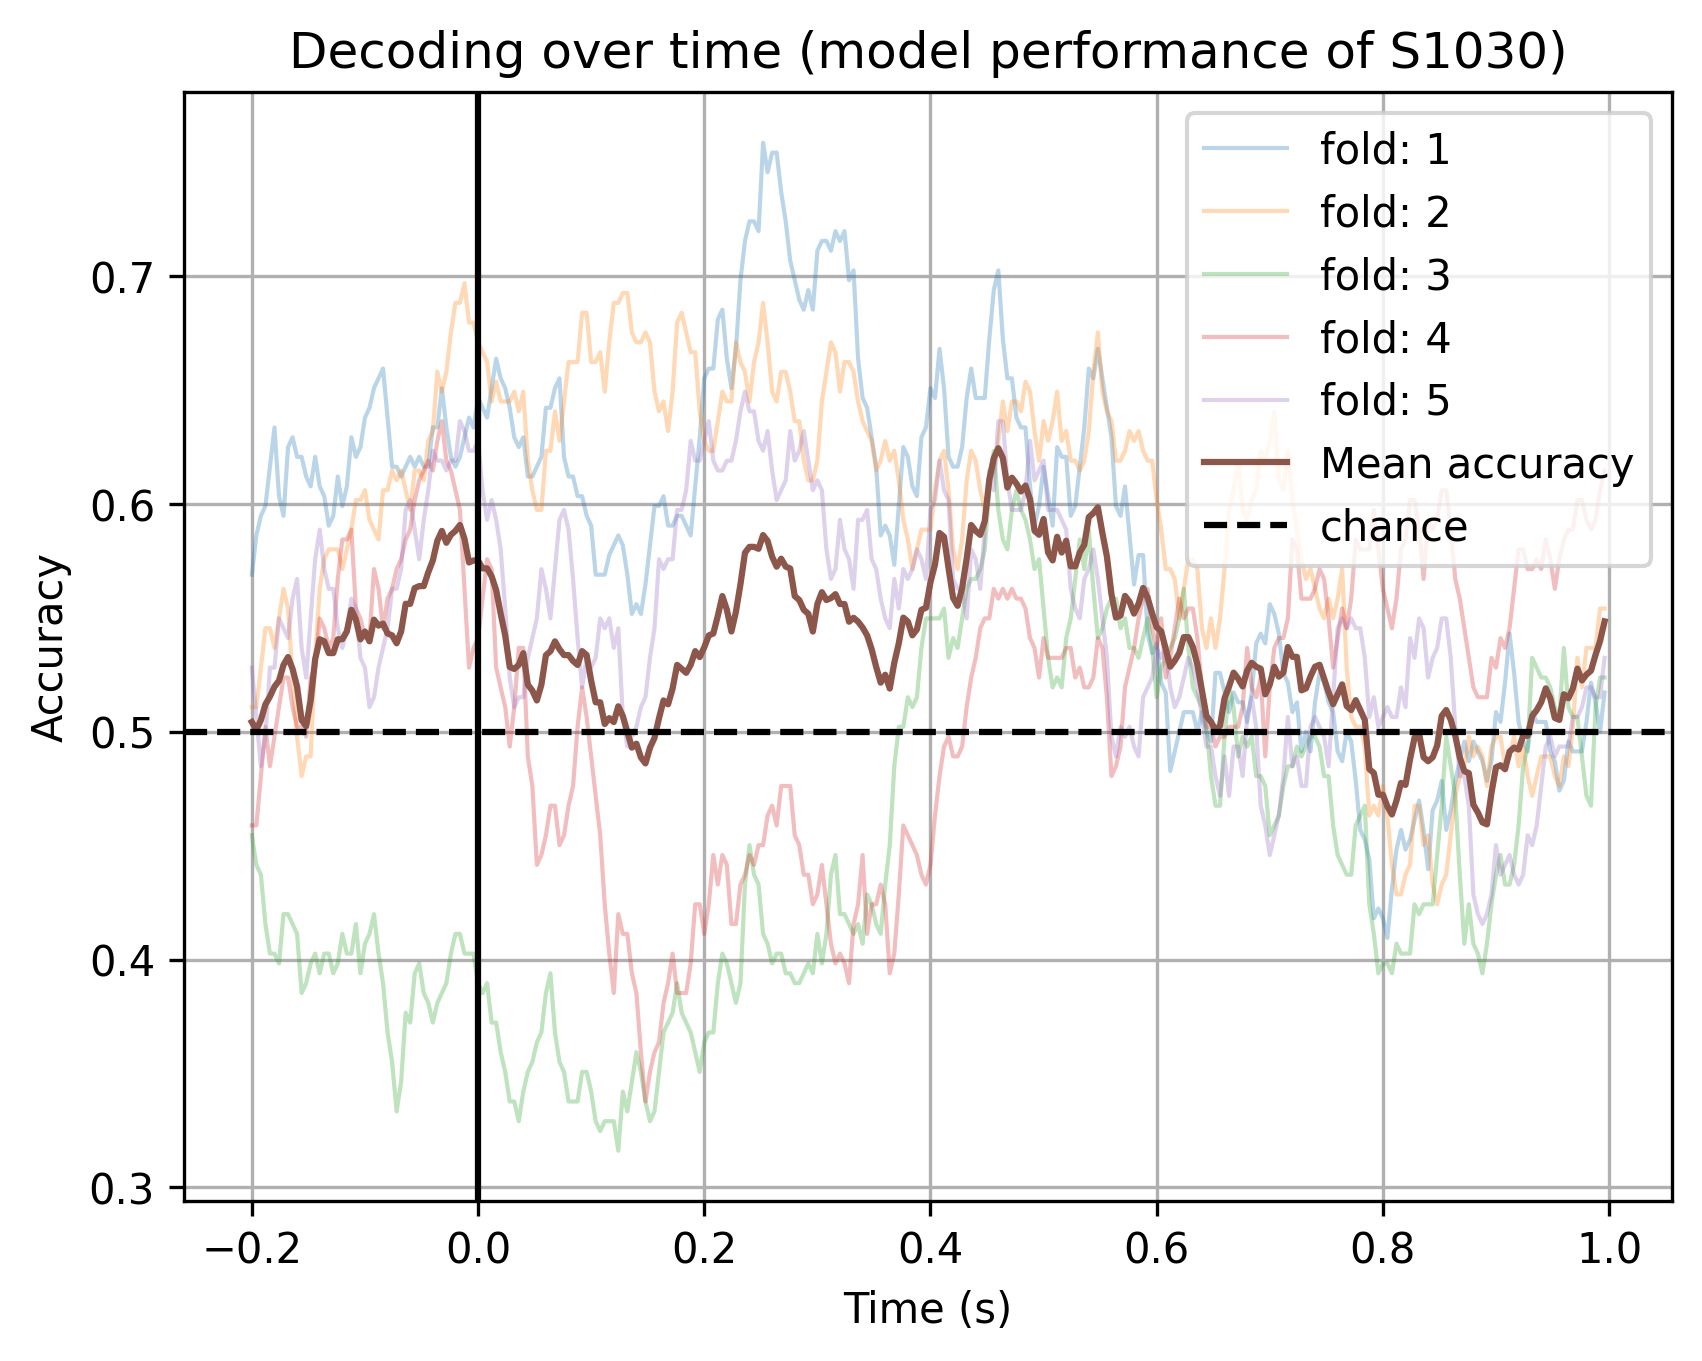 Decoding over time (model performance of S1030)
fold: 1
fold: 2
fold: 3
fold: 4
fold: 5
Mean accuracy
chance
Accuracy
0.7
0.6
0.5
0.4
0.3
−0.2 0.0 0.2 0.4 0.6 0.8 1.0
Time (s)